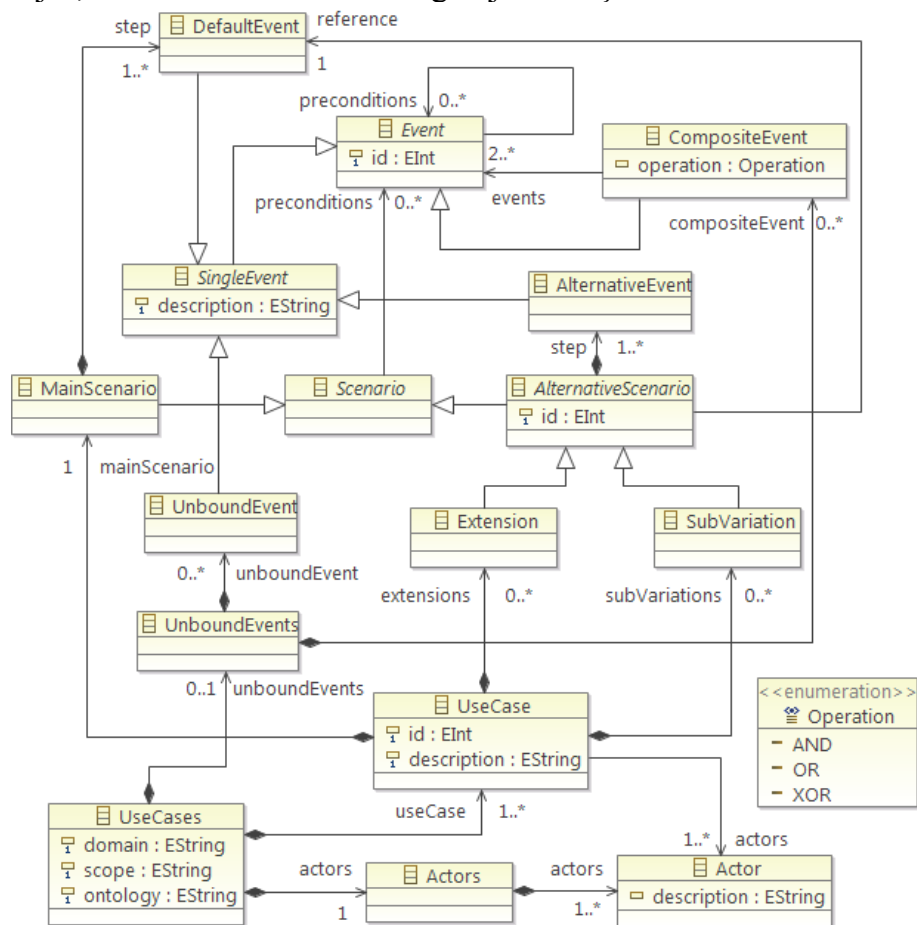 step
DefaultEvent
reference
1..*
1
preconditions
0..*
Event
id : EInt
2..*
CompositeEvent
operation : Operation
preconditions
0..*
events
compositeEvent
0..*
SingleEvent
description : EString
AlternativeEvent
step
1..*
MainScenario
Scenario
AlternativeScenario
id : EInt
1
mainScenario
UnboundEvent
Extension
SubVariation
0..*
unboundEvent
extensions
0..*
subVariations
0..*
UnboundEvents
0..1
unboundEvents
UseCase
id : EInt
description : EString
<<enumeration>>
Operation
AND
OR
XOR
UseCases
domain : EString
scope : EString
ontology : EString
useCase
1..*
actors
1
Actors
actors
1..*
1..*
actors
Actor
description : EString